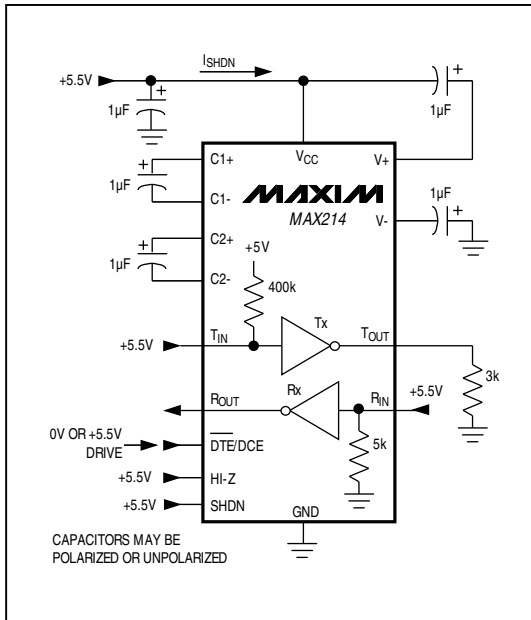 ISHDN
+5.5V
+
1µF
+
1µF
C1+
VCC
V+
+
1µF
C1-
MAXIM
MAX214
1µF
+
V-
C2+
+
1µF
C2-
+5V
400k
+5.5V
TIN
Tx
TOUT
3k
ROUT
Rx
RIN
+5.5V
5k
0V OR +5.5V
DRIVE
DTE/DCE
+5.5V
HI-Z
+5.5V
SHDN
GND
CAPACITORS MAY BE
POLARIZED OR UNPOLARIZED